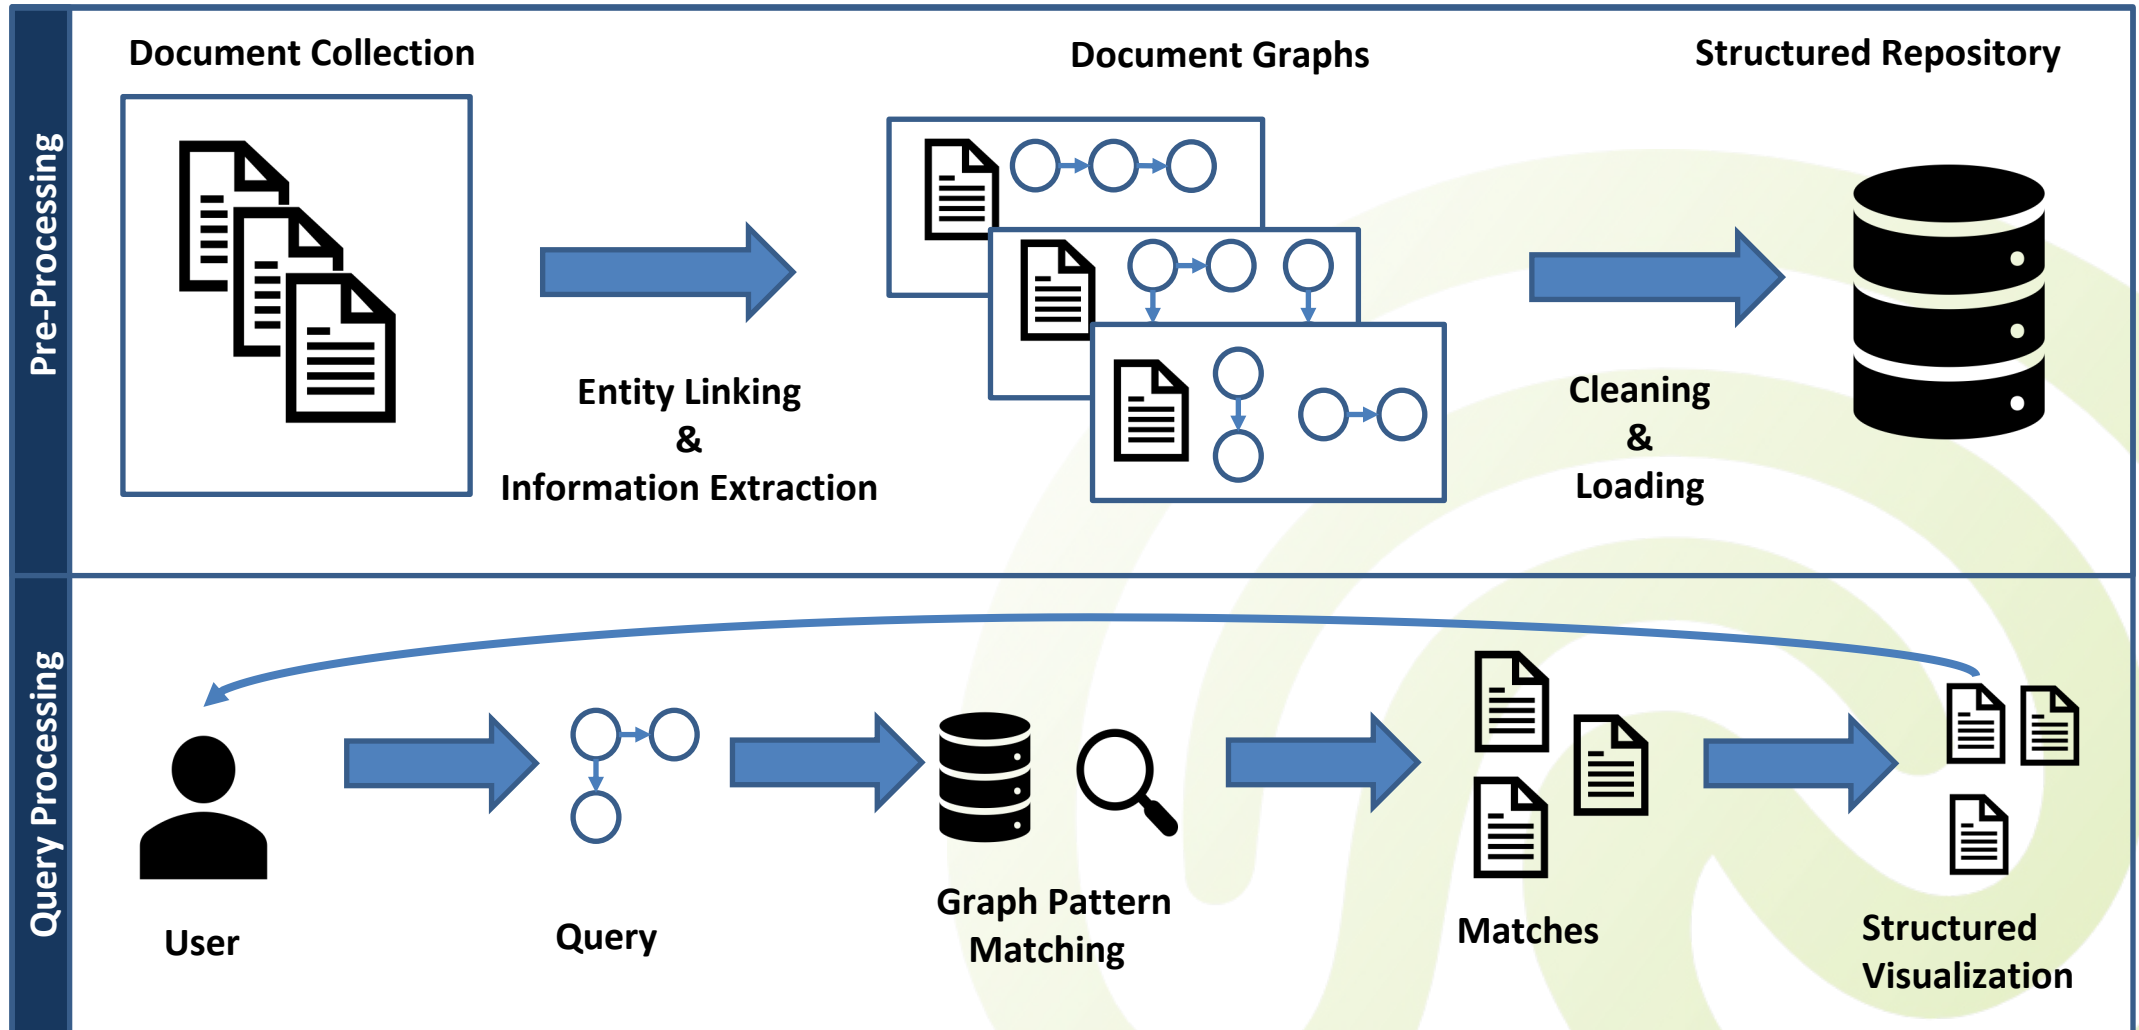 Pre-Processing
Document Collection
Document Graphs
Structured Repository
Entity Linking
&
Information Extraction
Cleaning
&
Loading
Query Processing
User
Query
Graph Pattern
Matching
Matches
Structured
Visualization